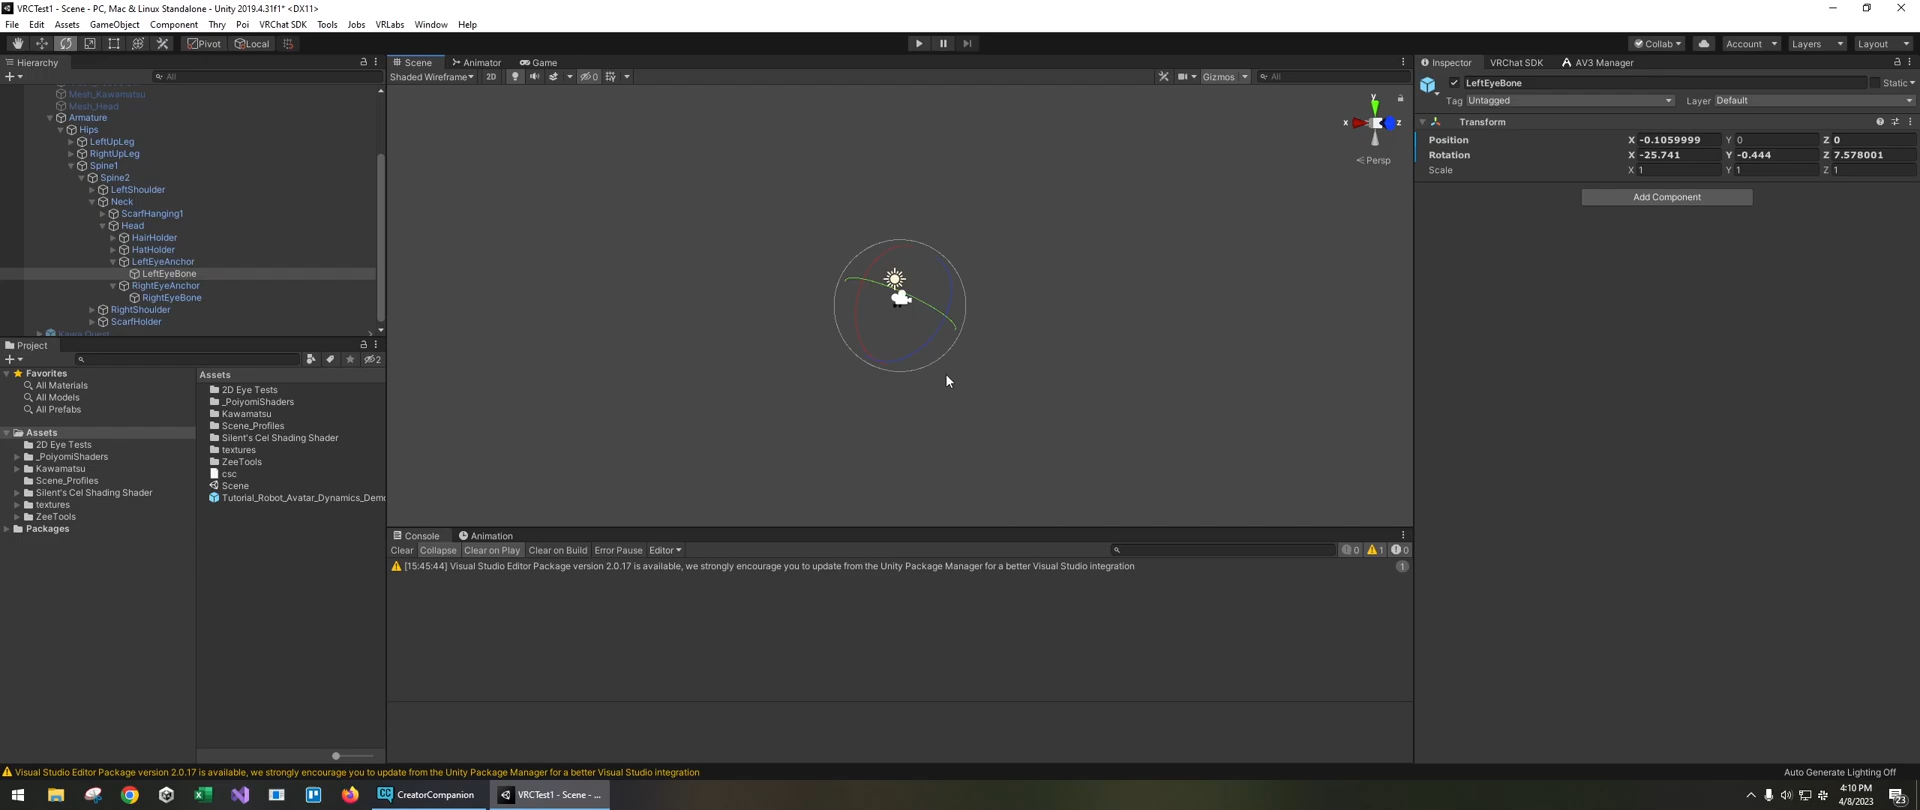 VRCTest1 - Scene - PC, Mac & Linux Standalone - Unity 2019.4.31f1* <DX11>
File Edit Assets GameObject Component Thry Poi VRChat SDK Tools Jobs VRLabs Window Help
Pivot Local Collab Account Layers Layout
Hierarchy
All
Mesh_Kawamatsu
Mesh_Head
Armature
Hips
LeftUpLeg
RightUpLeg
Spine1
Spine2
LeftShoulder
Neck
ScarfHanging1
Head
HairHolder
HatHolder
LeftEyeAnchor
LeftEyeBone
RightEyeAnchor
RightEyeBone
RightShoulder
ScarfHolder
Kawa Quest
Scene Animator Game
Shaded Wireframe 2D 0 Gizmos All
y
x z
Persp
Inspector VRChat SDK AV3 Manager
LeftEyeBone Static
Tag Untagged Layer Default
Transform
Position X -0.1059999 Y 0 Z 0
Rotation X -25.741 Y -0.444 Z 7.578001
Scale X 1 Y 1 Z 1
Add Component
Project
2
Favorites
All Materials
All Models
All Prefabs
Assets
2D Eye Tests
_PoiyomiShaders
Kawamatsu
Scene_Profiles
Silent's Cel Shading Shader
textures
ZeeTools
Packages
Assets
2D Eye Tests
_PoiyomiShaders
Kawamatsu
Scene_Profiles
Silent's Cel Shading Shader
textures
ZeeTools
csc
Scene
Tutorial_Robot_Avatar_Dynamics_Demo
Console Animation
Clear Collapse Clear on Play Clear on Build Error Pause Editor 0 1 0
[15:45:44] Visual Studio Editor Package version 2.0.17 is available, we strongly encourage you to update from the Unity Package Manager for a better Visual Studio integration 1
Visual Studio Editor Package version 2.0.17 is available, we strongly encourage you to update from the Unity Package Manager for a better Visual Studio integration
Auto Generate Lighting Off
CC CreatorCompanion
VRCTest1 - Scene - ...
4:10 PM
4/8/2023
23